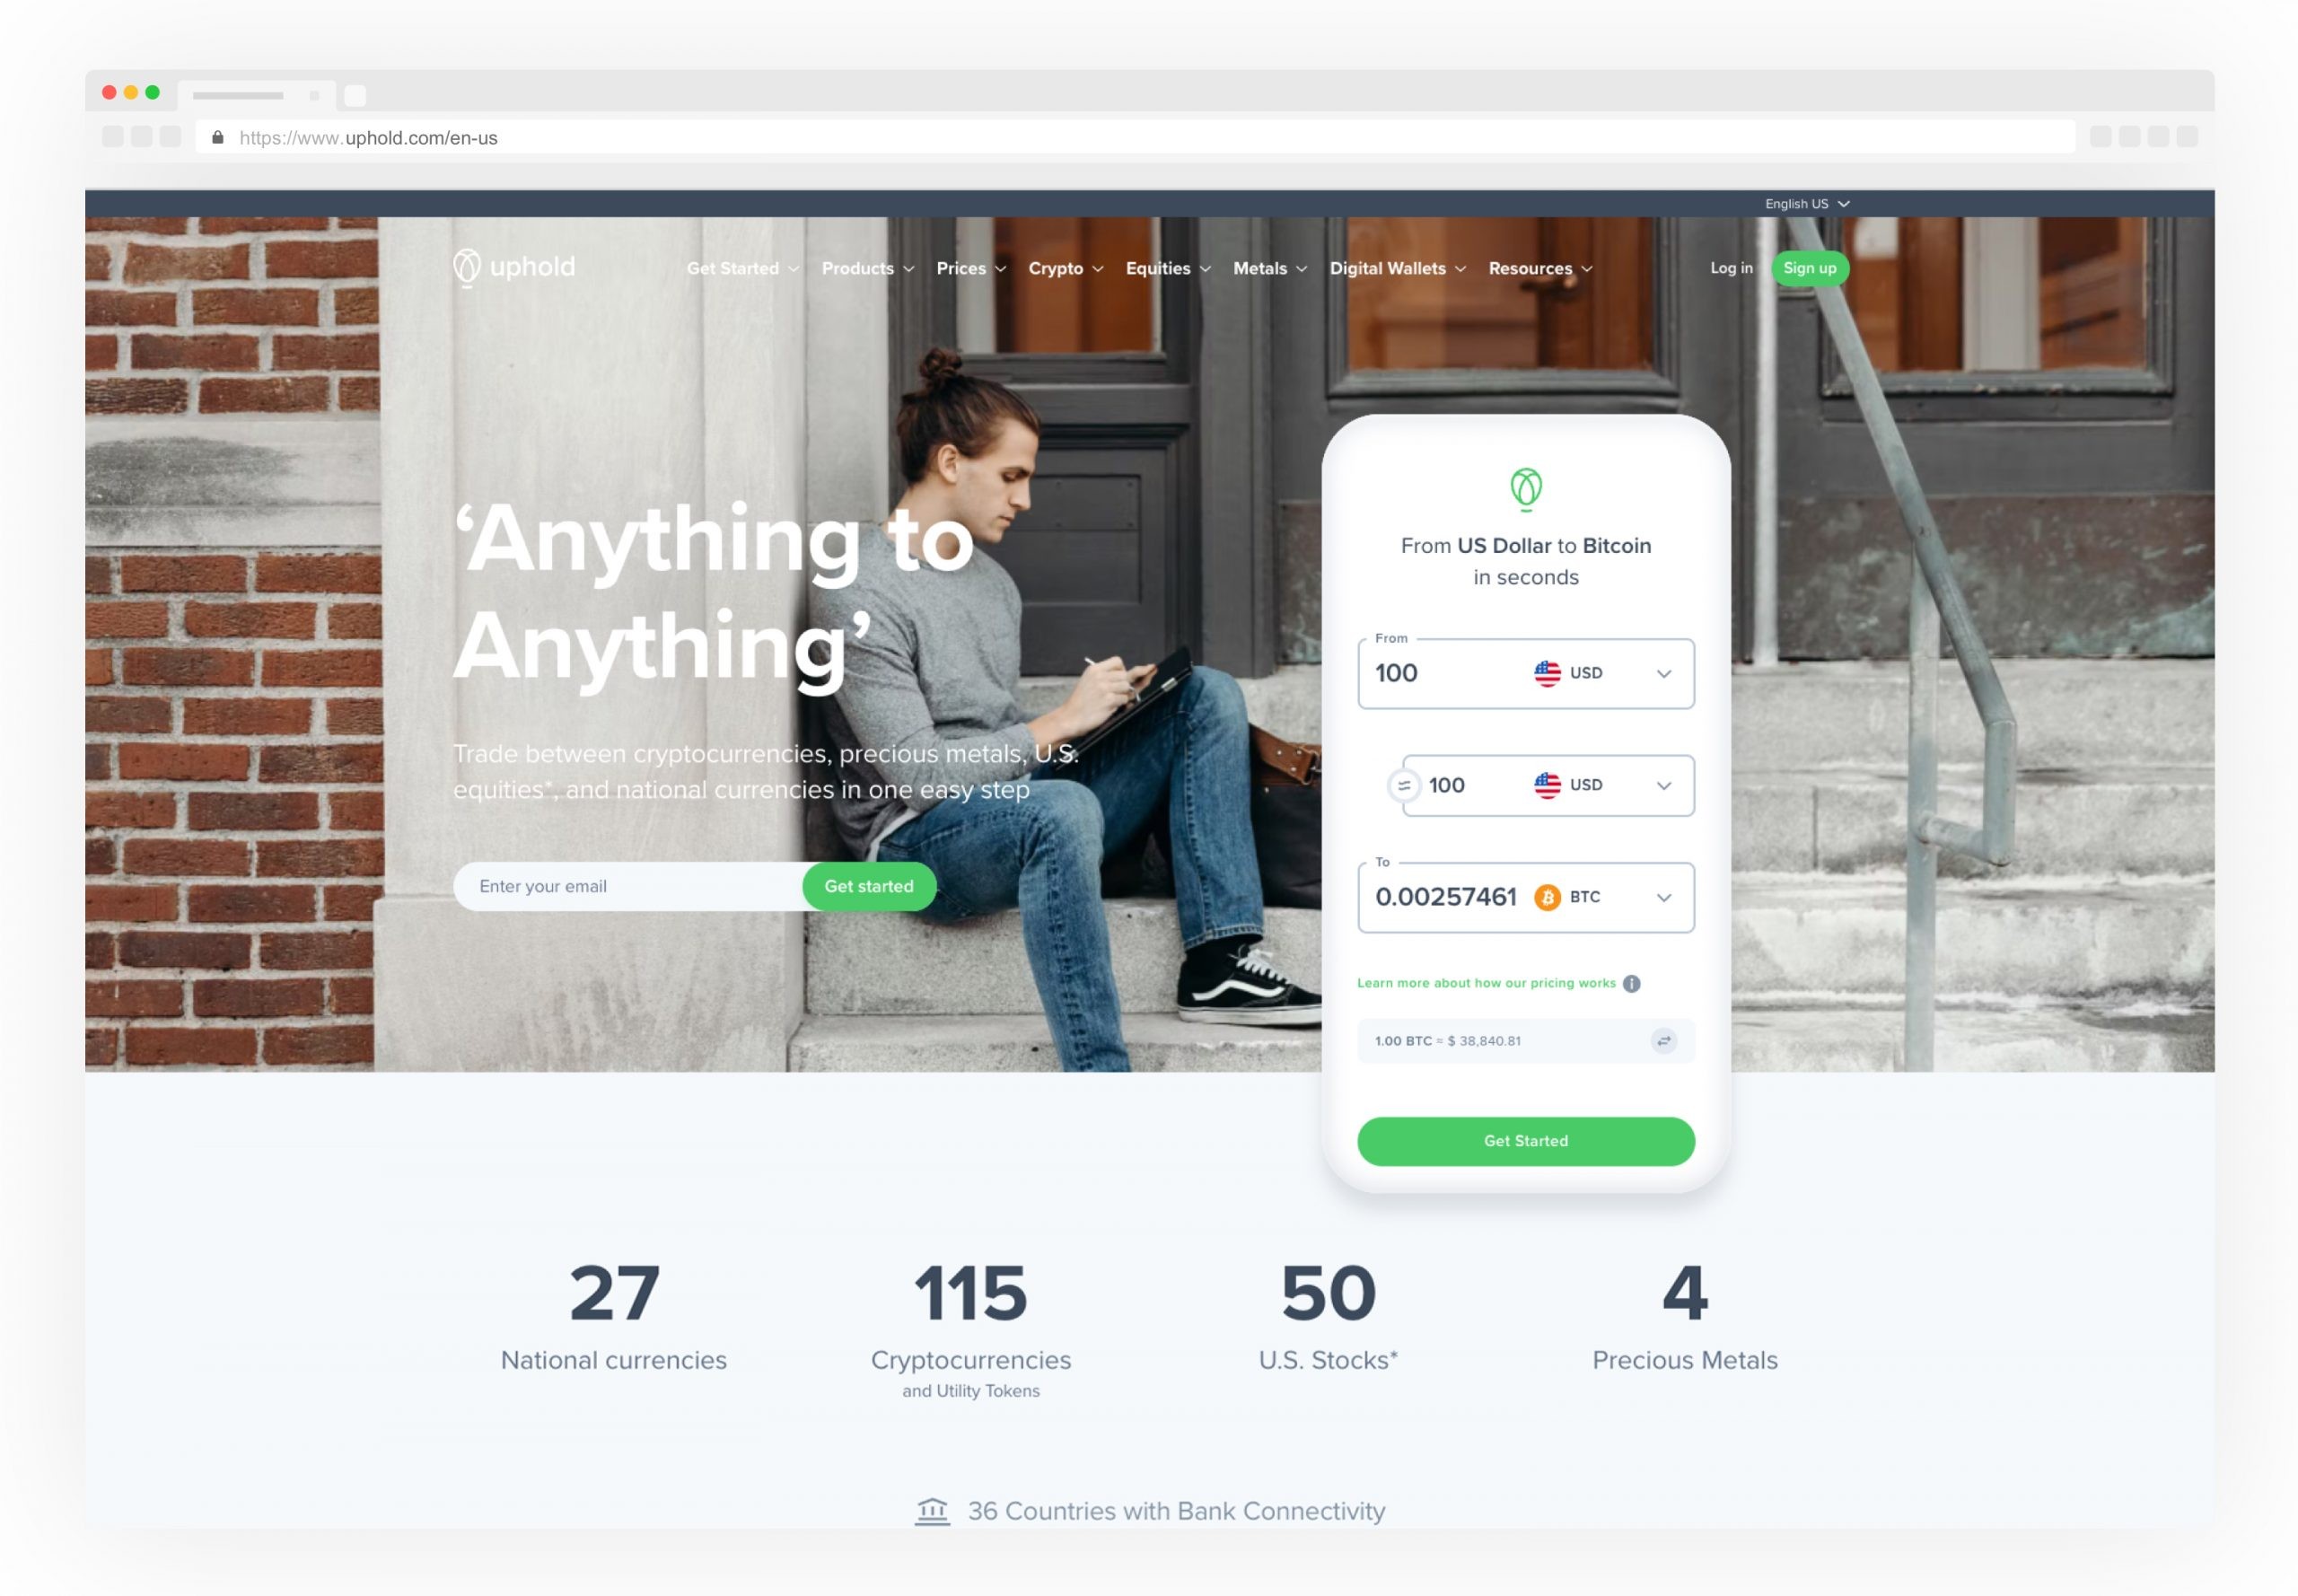 https://www.uphold.com/en-us
English US
uphold
Get Started Products Prices Crypto Equities Metals Digital Wallets Resources Log in Sign up
‘Anything to
Anything’
Trade between cryptocurrencies, precious metals, U.S.
equities*, and national currencies in one easy step
Enter your email Get started
From US Dollar to Bitcoin
in seconds
From
100 USD
≈ 100 USD
To
0.00257461 BTC
Learn more about how our pricing works i
1.00 BTC ≈ $ 38,840.81
Get Started
27 115 50 4
National currencies Cryptocurrencies U.S. Stocks* Precious Metals
and Utility Tokens
36 Countries with Bank Connectivity